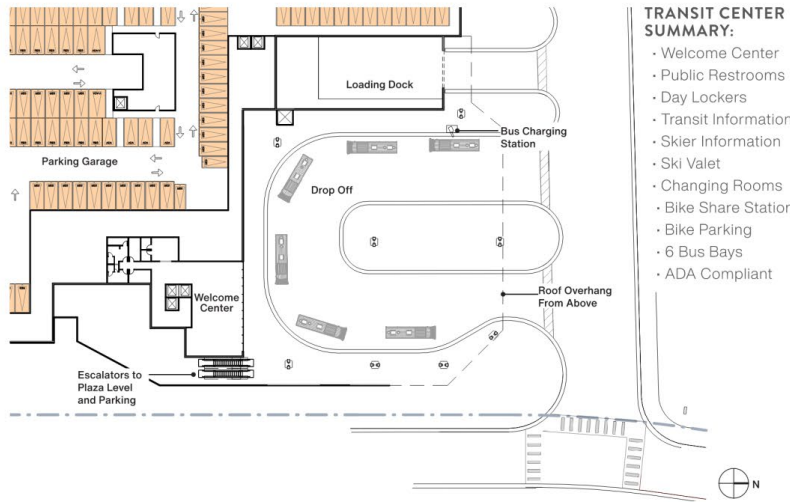 TRANSIT CENTER
SUMMARY:
· Welcome Center
· Public Restrooms
· Day Lockers
· Transit Information
· Skier Information
· Ski Valet
· Changing Rooms
· Bike Share Station
· Bike Parking
· 6 Bus Bays
· ADA Compliant
Loading Dock
Bus Charging
Station
Parking Garage
Drop Off
Welcome
Center
Roof Overhang
From Above
Escalators to
Plaza Level
and Parking
N